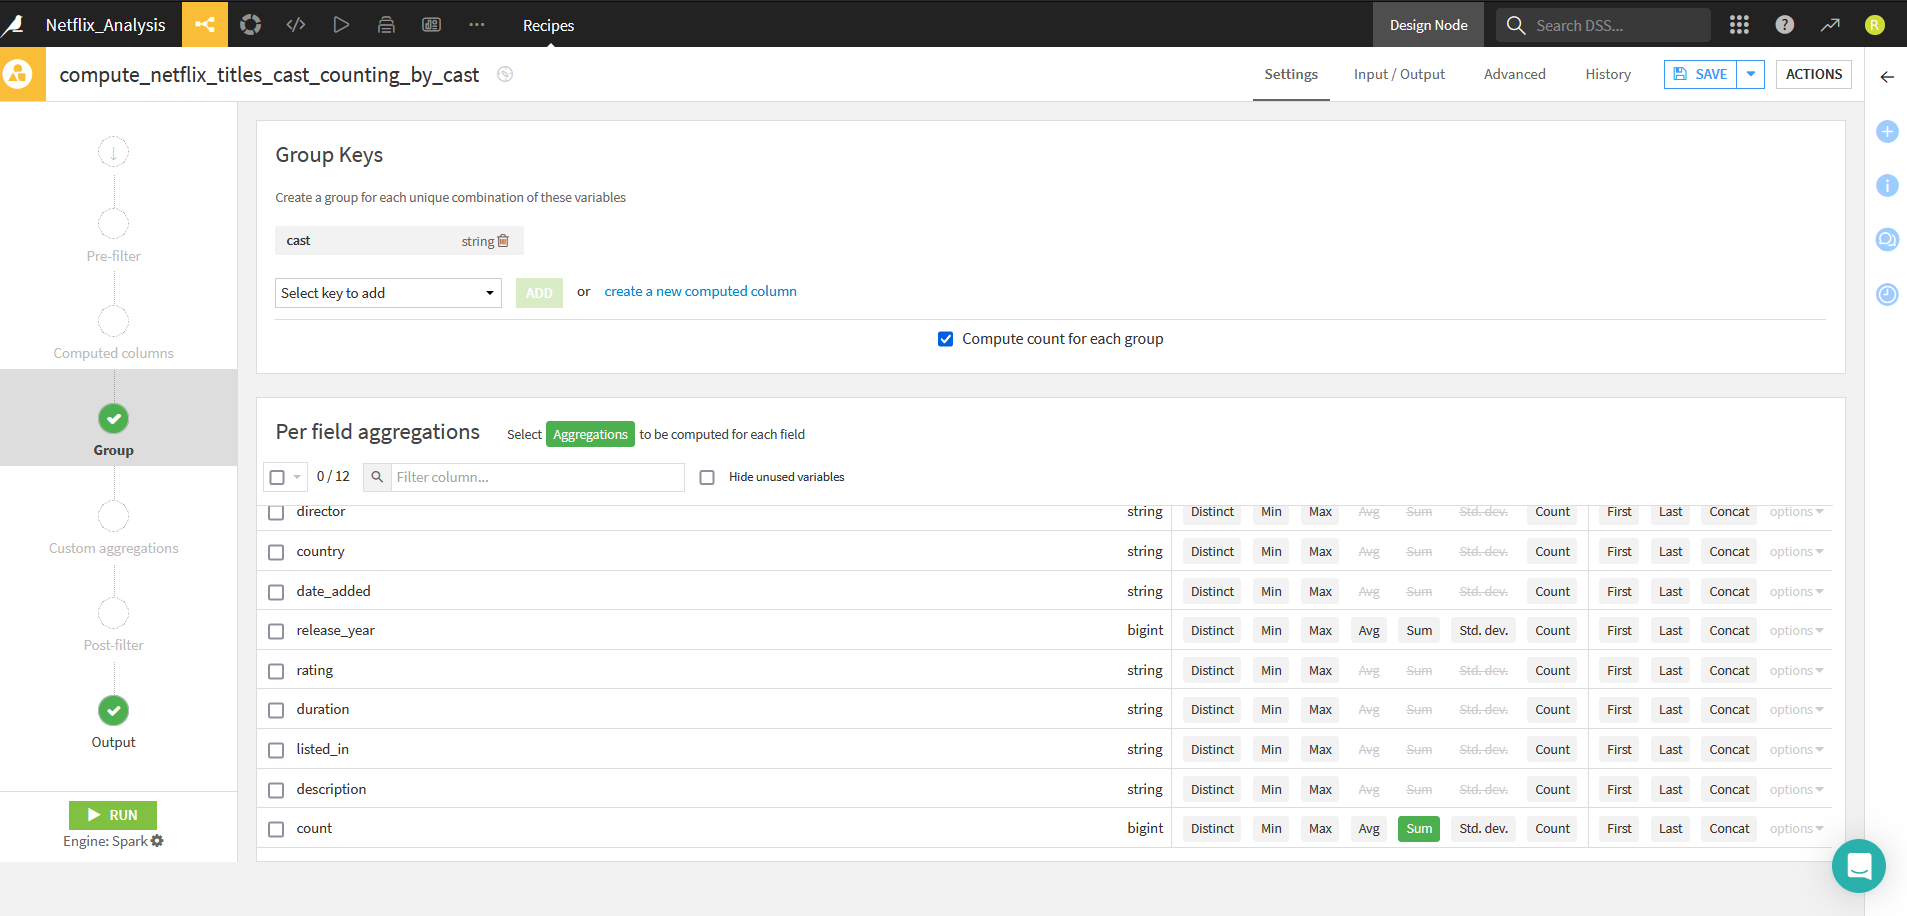 Netflix_Analysis
Recipes
Design Node
Search DSS...
?
R
compute_netflix_titles_cast_counting_by_cast
Settings Input / Output Advanced History
SAVE
ACTIONS
Pre-filter
Computed columns
Group
Custom aggregations
Post-filter
Output
RUN
Engine: Spark
Group Keys
Create a group for each unique combination of these variables
cast string
Select key to add
ADD or create a new computed column
Compute count for each group
Per field aggregations Select Aggregations to be computed for each field
0 / 12 Filter column... Hide unused variables
director string Distinct Min Max Avg Sum Std. dev. Count First Last Concat options
country string Distinct Min Max Avg Sum Std. dev. Count First Last Concat options
date_added string Distinct Min Max Avg Sum Std. dev. Count First Last Concat options
release_year bigint Distinct Min Max Avg Sum Std. dev. Count First Last Concat options
rating string Distinct Min Max Avg Sum Std. dev. Count First Last Concat options
duration string Distinct Min Max Avg Sum Std. dev. Count First Last Concat options
listed_in string Distinct Min Max Avg Sum Std. dev. Count First Last Concat options
description string Distinct Min Max Avg Sum Std. dev. Count First Last Concat options
count bigint Distinct Min Max Avg Sum Std. dev. Count First Last Concat options